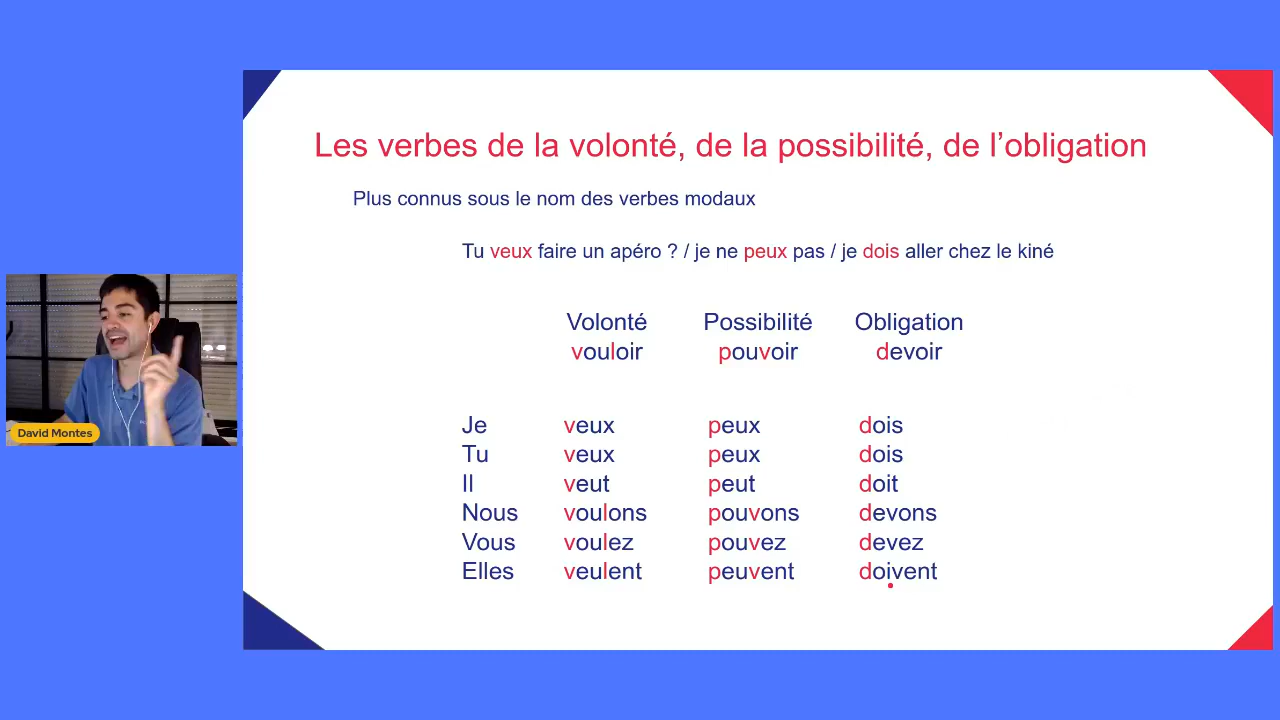 Les verbes de la volonté, de la possibilité, de l’obligation
Plus connus sous le nom des verbes modaux
Tu veux faire un apéro ? / je ne peux pas / je dois aller chez le kiné
Volonté Possibilité Obligation
vouloir pouvoir devoir
Je veux peux dois
Tu veux peux dois
Il veut peut doit
Nous voulons pouvons devons
Vous voulez pouvez devez
Elles veulent peuvent doivent
David Montes